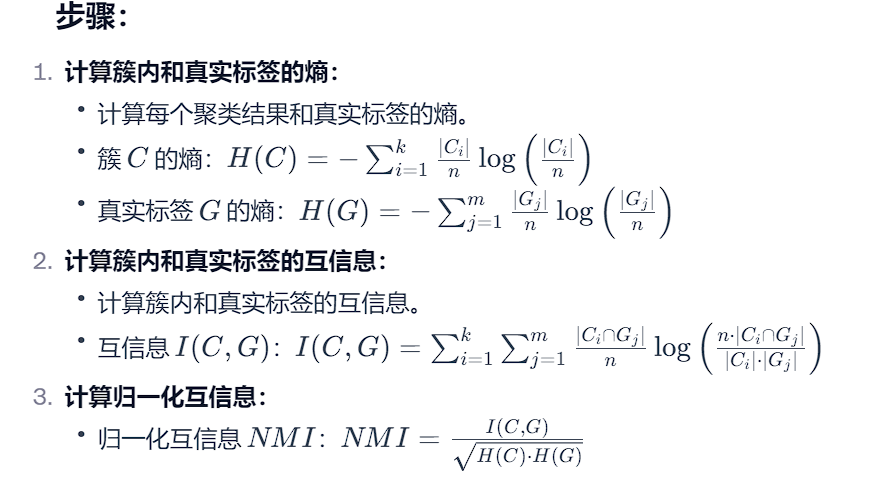 步骤：
1. 计算簇内和真实标签的熵：
• 计算每个聚类结果和真实标签的熵。
• 簇 $C$ 的熵：$H(C) = -\sum_{i=1}^{k} \frac{|C_i|}{n} \log\left(\frac{|C_i|}{n}\right)$
• 真实标签 $G$ 的熵：$H(G) = -\sum_{j=1}^{m} \frac{|G_j|}{n} \log\left(\frac{|G_j|}{n}\right)$
2. 计算簇内和真实标签的互信息：
• 计算簇内和真实标签的互信息。
• 互信息 $I(C,G)$：$I(C,G) = \sum_{i=1}^{k} \sum_{j=1}^{m} \frac{|C_i \cap G_j|}{n} \log\left(\frac{n \cdot |C_i \cap G_j|}{|C_i| \cdot |G_j|}\right)$
3. 计算归一化互信息：
• 归一化互信息 $NMI$：$NMI = \frac{I(C,G)}{\sqrt{H(C) \cdot H(G)}}$